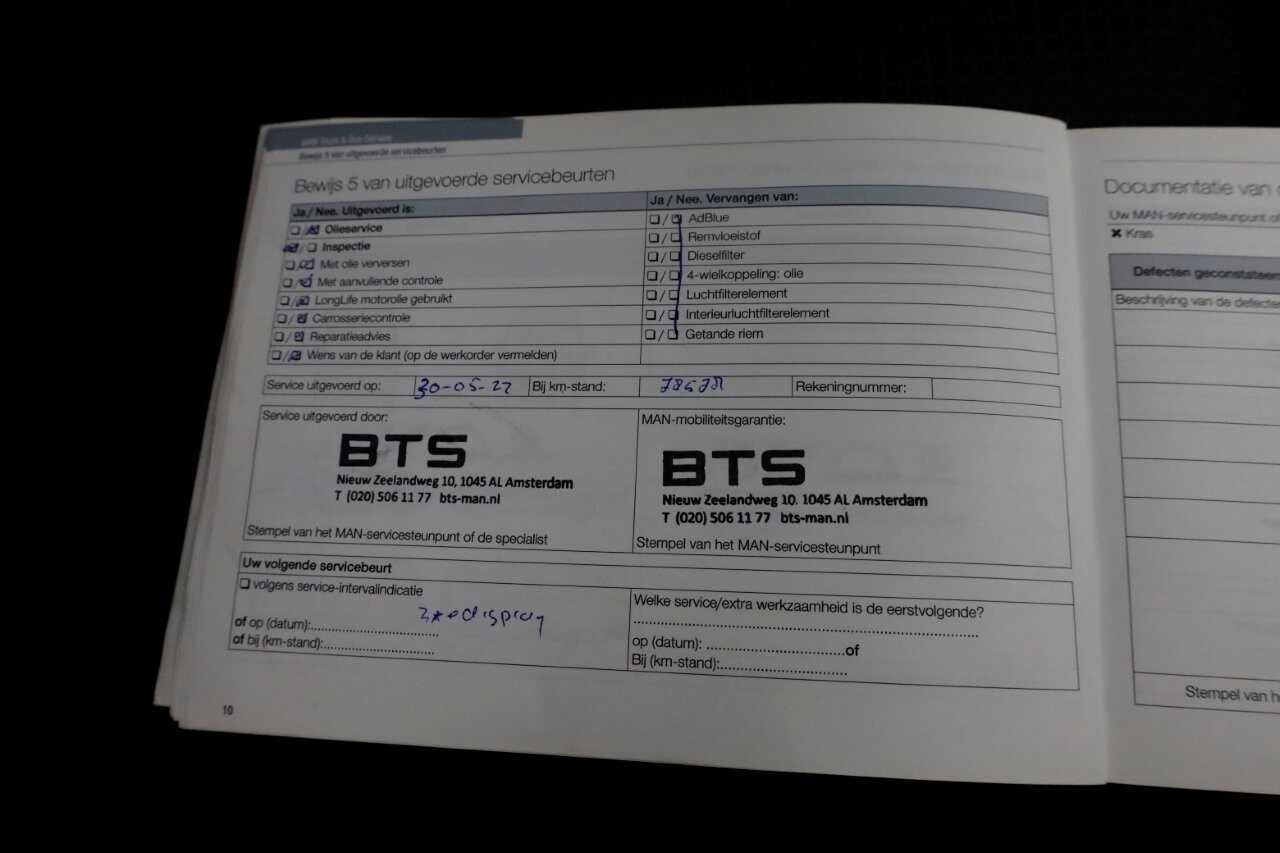 MAN Truck & Bus Service
Bewijs 5 van uitgevoerde servicebeurten
Bewijs 5 van uitgevoerde servicebeurten
Ja / Nee. Uitgevoerd is:
Olieservice
Inspectie
Met olie verversen
Met aanvullende controle
LongLife motorolie gebruikt
Carrosseriecontrole
Reparatieadvies
Wens van de klant (op de werkorder vermelden)
Ja / Nee. Vervangen van:
AdBlue
Remvloeistof
Dieselfilter
4-wielkoppeling: olie
Luchtfilterelement
Interieurluchtfilterelement
Getande riem
Service uitgevoerd op: 30-05-22 Bij km-stand: Rekeningnummer:
Service uitgevoerd door:
BTS
Nieuw Zeelandweg 10, 1045 AL Amsterdam
T (020) 506 11 77 bts-man.nl
Stempel van het MAN-servicesteunpunt of de specialist
MAN-mobiliteitsgarantie:
BTS
Nieuw Zeelandweg 10. 1045 AL Amsterdam
T (020) 506 11 77 bts-man.nl
Stempel van het MAN-servicesteunpunt
Uw volgende servicebeurt
volgens service-intervalindicatie
of op (datum):
of bij (km-stand):
Welke service/extra werkzaamheid is de eerstvolgende?
op (datum): of
Bij (km-stand):
10
Documentatie van
Uw MAN-servicesteunpunt
Kras
Defecten geconstateer
Beschrijving van de defecte
Stempel van h